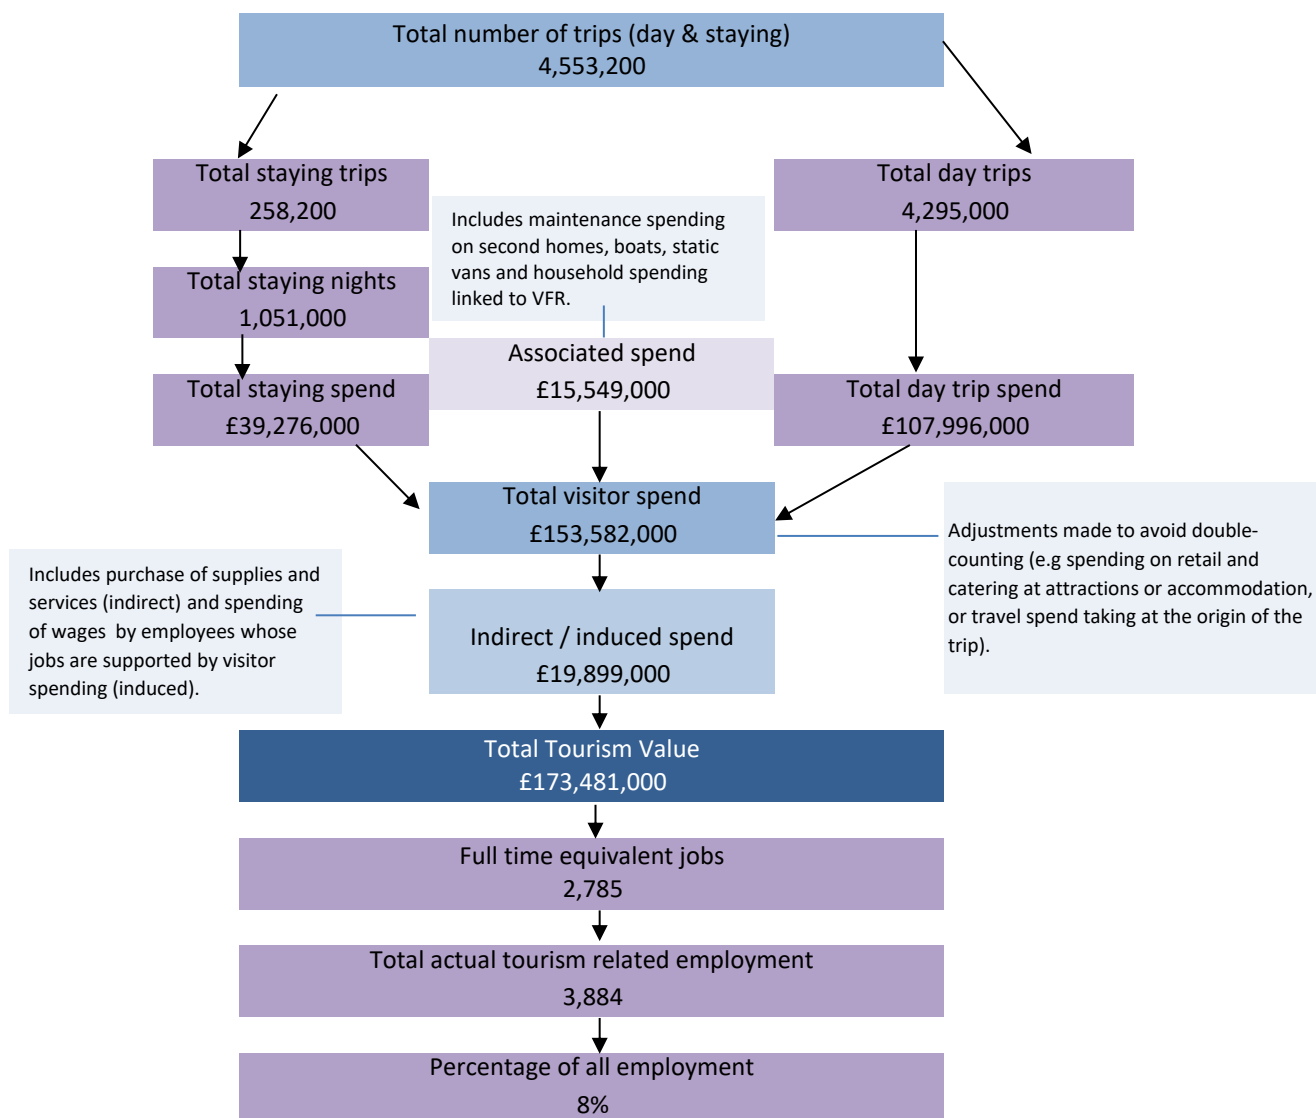 Total number of trips (day & staying)
4,553,200
Total staying trips
258,200
Total day trips
4,295,000
Includes maintenance spending
on second homes, boats, static
vans and household spending
linked to VFR.
Total staying nights
1,051,000
Associated spend
£15,549,000
Total staying spend
£39,276,000
Total day trip spend
£107,996,000
Total visitor spend
£153,582,000
Adjustments made to avoid double-
counting (e.g spending on retail and
catering at attractions or accommodation,
or travel spend taking at the origin of the
trip).
Includes purchase of supplies and
services (indirect) and spending
of wages by employees whose
jobs are supported by visitor
spending (induced).
Indirect / induced spend
£19,899,000
Total Tourism Value
£173,481,000
Full time equivalent jobs
2,785
Total actual tourism related employment
3,884
Percentage of all employment
8%